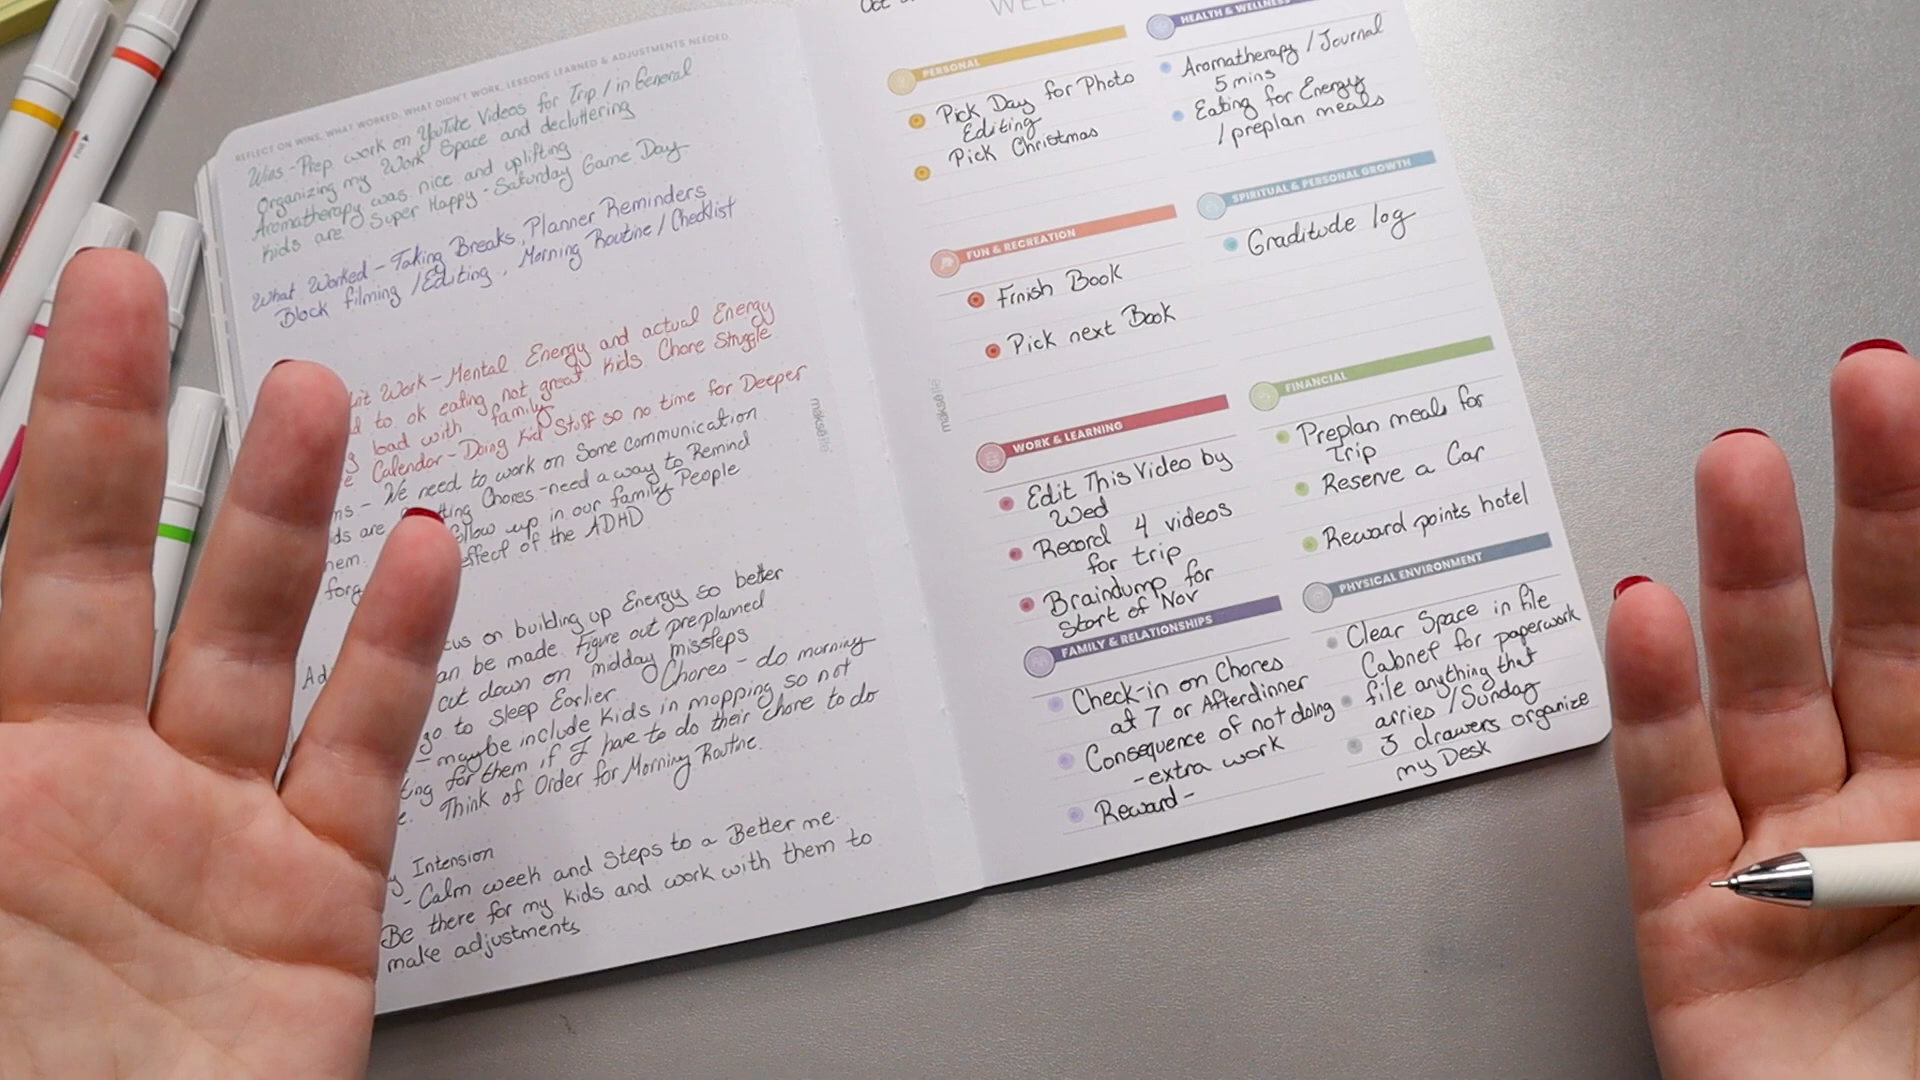 REFLECT ON WINS, WHAT WORKED, WHAT DIDN'T WORK, LESSONS LEARNED & ADJUSTMENTS NEEDED.
Wins - Prep work on YouTube Videos for Trip / in General
Organizing my Work Space and decluttering
Aromatherapy was nice and uplifting
Kids are Super Happy - Saturday Game Day
What Worked - Taking Breaks, Planner Reminders
Block filming / Editing, Morning Routine / Checklist
Work - Mental Energy and actual Energy
to ok eating, not great. Kids Chore Struggle
load with family
Calendar - Doing Kid Stuff so no time for Deeper
- We need to work on Some communication
are Chores - need a way to Remind
up in our family People
effect of the ADHD
on building up Energy so better
be made. Figure out preplanned
cut down on midday missteps
go to sleep Earlier. Chores - do morning
- maybe include kids in mopping so not
for them if I have to do their chore to do
Think of Order for Morning Routine.
Intension
- Calm week and Steps to a Better me.
Be there for my kids and work with them to
make adjustments
makselife
makselife
Oct
PERSONAL
Pick Day for Photo
Editing
Pick Christmas
FUN & RECREATION
Finish Book
Pick next Book
WORK & LEARNING
Edit This Video by
Wed
Record 4 videos
for trip
Braindump for
Start of Nov
FAMILY & RELATIONSHIPS
Check-in on Chores
at 7 or Afterdinner
Consequence of not doing
- extra work
Reward -
HEALTH & WELLNESS
Aromatherapy / Journal
5 mins
Eating for Energy
/ preplan meals
SPIRITUAL & PERSONAL GROWTH
Graditude log
FINANCIAL
Preplan meals for
Trip
Reserve a Car
Reward points hotel
PHYSICAL ENVIRONMENT
Clear Space in file
Cabnet for paperwork
file anything that
arries / Sunday
3 drawers organize
my Desk